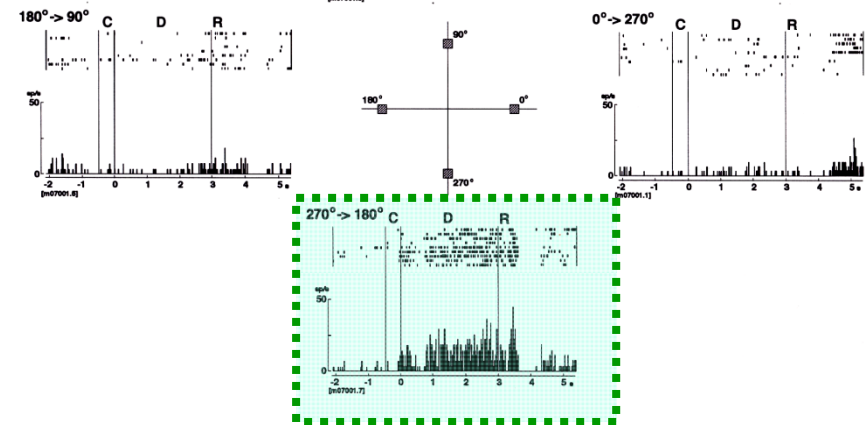 180°-> 90° C D R
sp/s
50
0
-2 -1 0 1 2 3 4 5 s
[m07001.5]
90°
180° 0°
270°
0°-> 270° C D R
sp/s
50
0
-2 -1 0 1 2 3 4 5 s
[m07001.1]
270°-> 180° C D R
sp/s
50
0
-2 -1 0 1 2 3 4 5 s
[m07001.7]